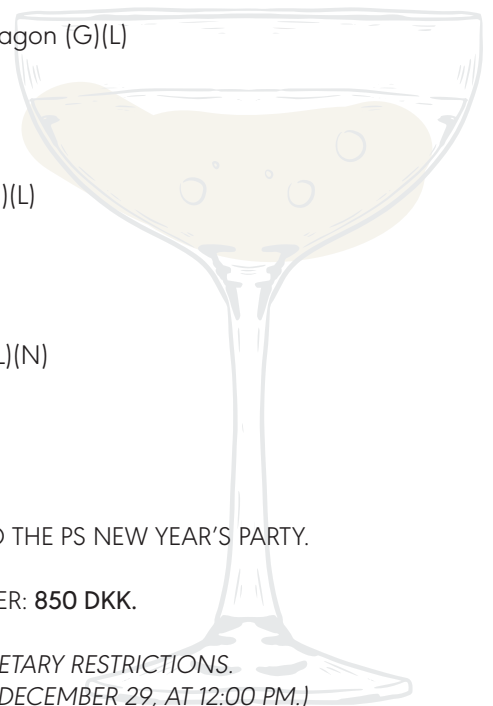 agon (G)(L)
)(L)
L)(N)
THE PS NEW YEAR'S PARTY.
ER: 850 DKK.
ETARY RESTRICTIONS.
DECEMBER 29, AT 12:00 PM.)